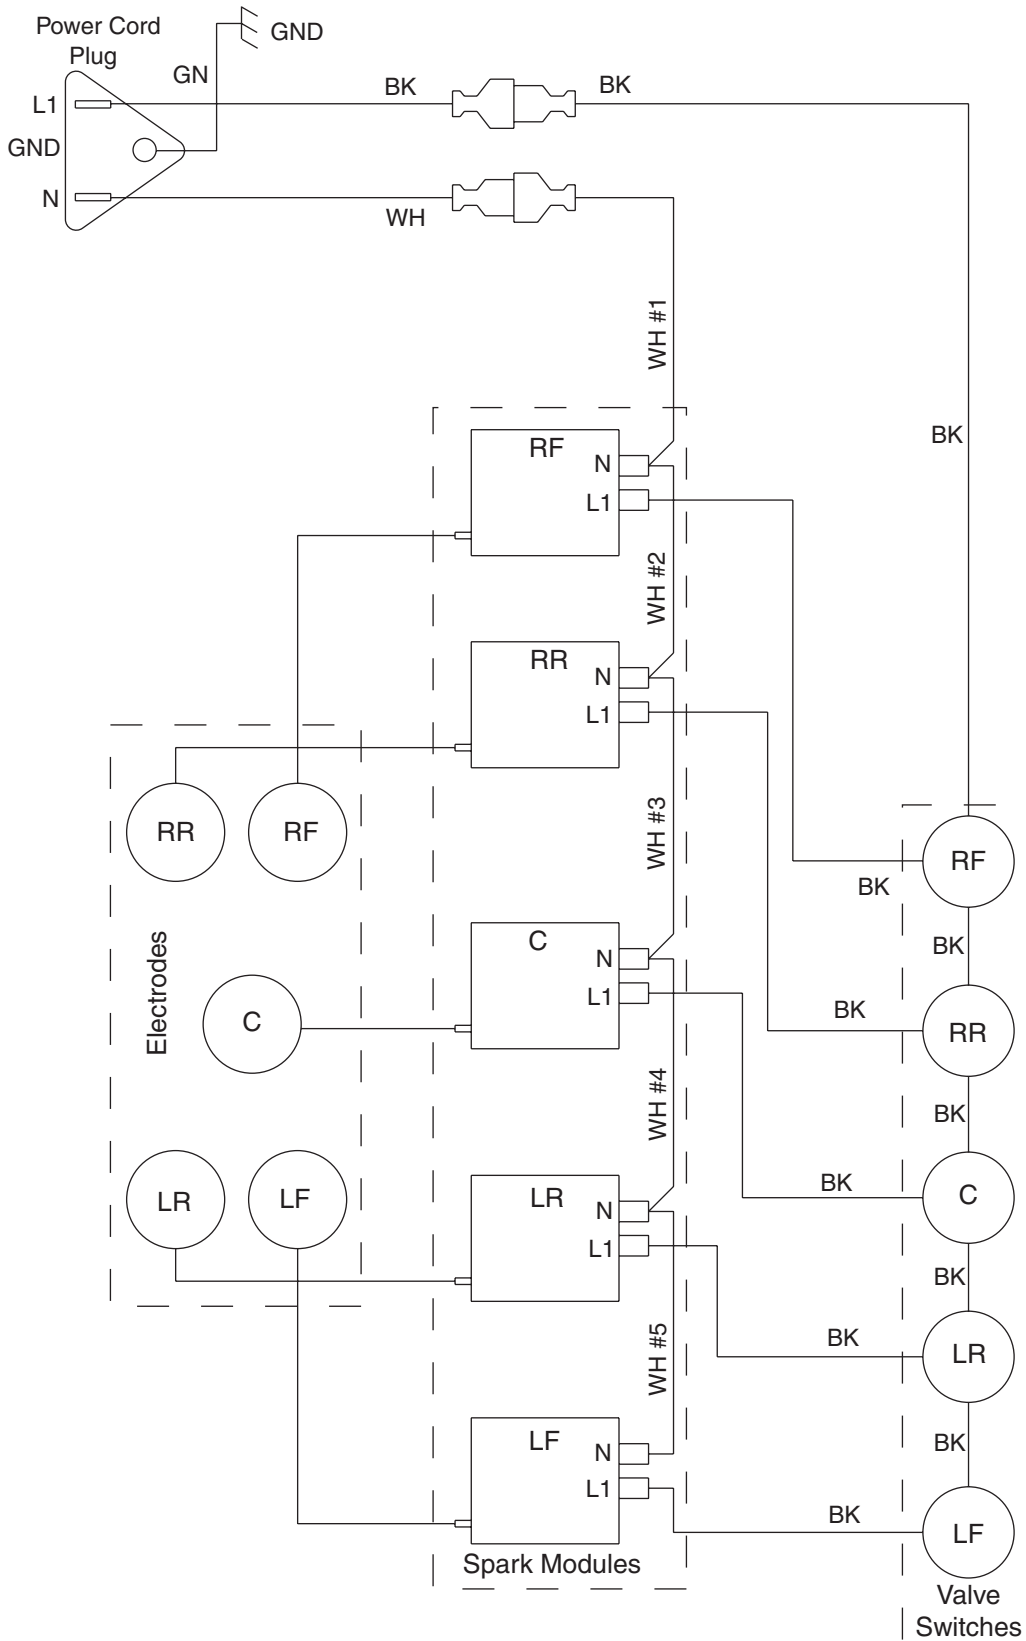 Power Cord
Plug
GND
GN
L1
BK
BK
GND
N
WH
WH #1
BK
RF
N
L1
WH #2
RR
N
L1
WH #3
RR
RF
RF
BK
BK
C
N
L1
Electrodes
C
BK
RR
WH #4
BK
LR
LF
LR
N
L1
BK
C
BK
WH #5
BK
LR
LF
N
L1
BK
BK
LF
Spark Modules
Valve
Switches